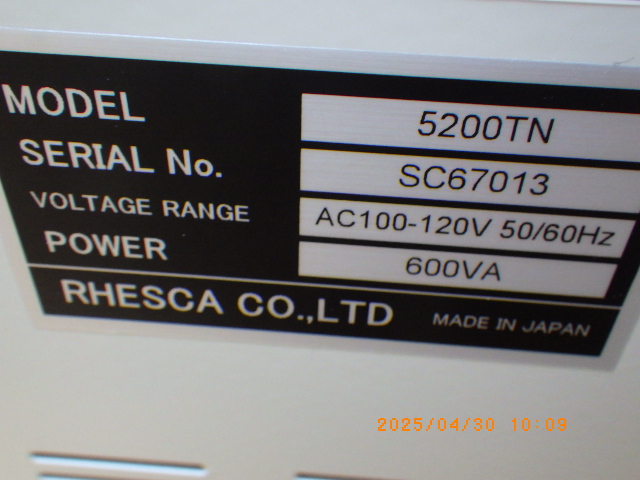 MODEL 5200TN
SERIAL No. SC67013
VOLTAGE RANGE AC100-120V 50/60Hz
POWER 600VA
RHESCA CO.,LTD MADE IN JAPAN
2025/04/30 10:09